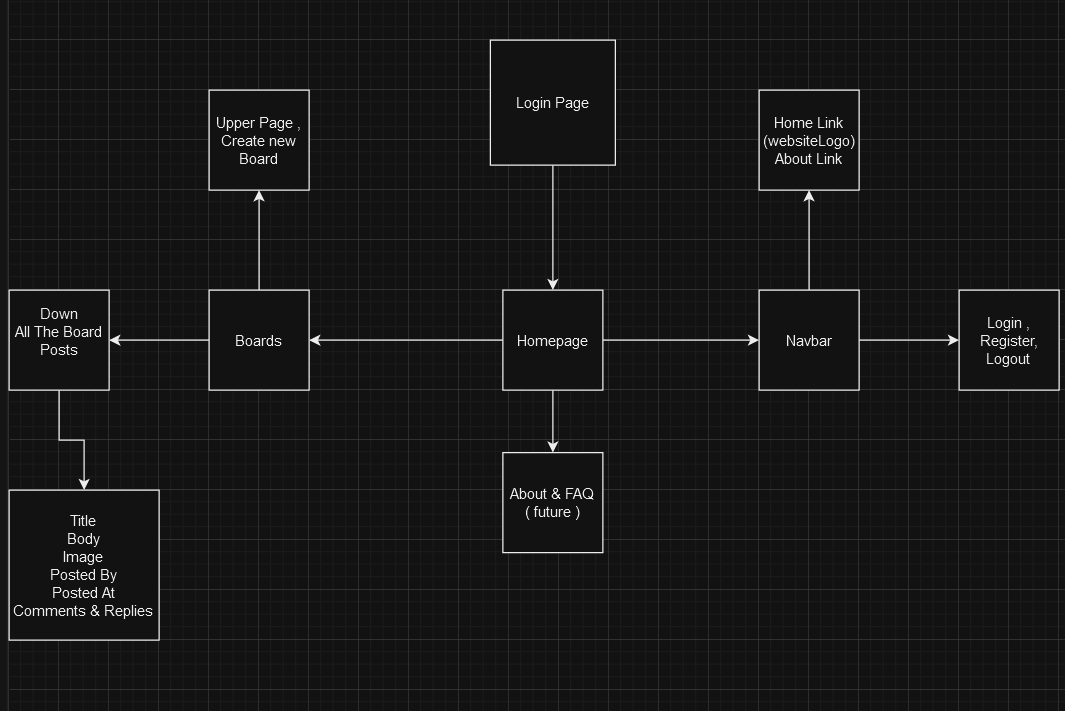 Login Page
Upper Page ,
Create new
Board
Home Link
(websiteLogo)
About Link
Down
All The Board
Posts
Boards
Homepage
Navbar
Login ,
Register,
Logout
About & FAQ
( future )
Title
Body
Image
Posted By
Posted At
Comments & Replies